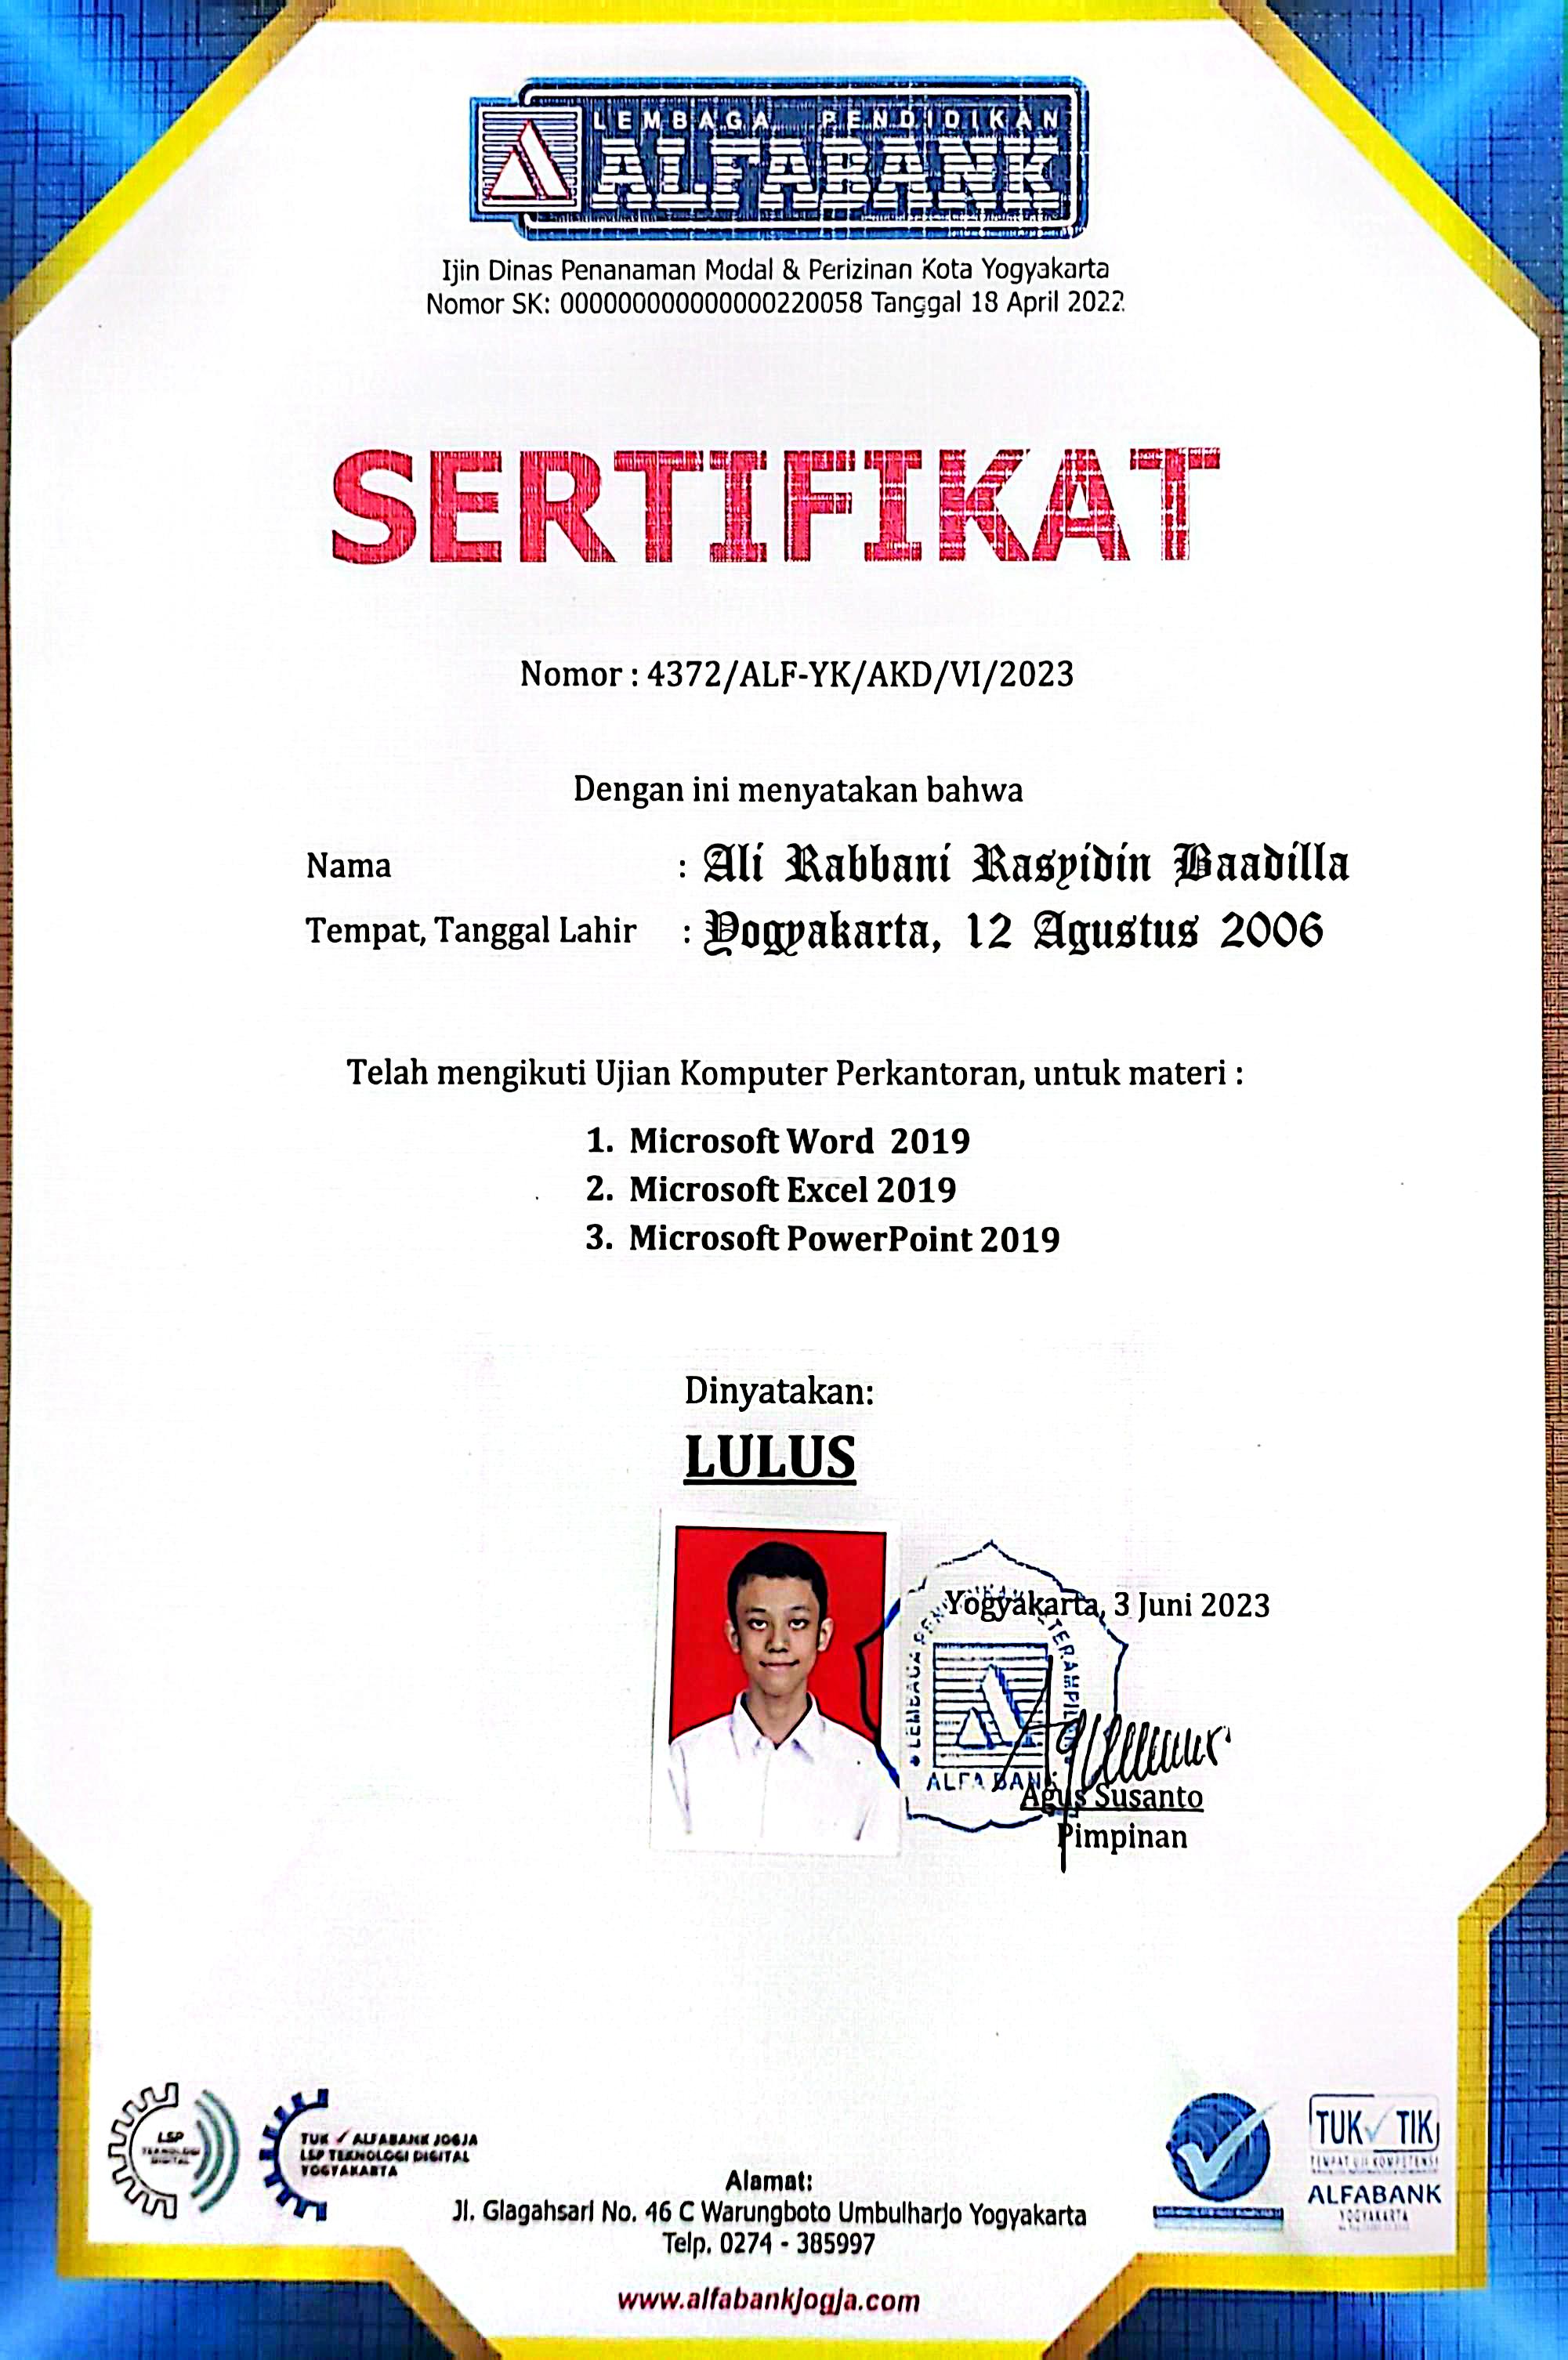 LEMBAGA PENDIDIKAN
ALFABANK
Ijin Dinas Penanaman Modal & Perizinan Kota Yogyakarta
Nomor SK: 000000000000000220058 Tanggal 18 April 2022
SERTIFIKAT
Nomor : 4372/ALF-YK/AKD/VI/2023
Dengan ini menyatakan bahwa
Nama : Ali Rabbani Rasyidin Baadilla
Tempat, Tanggal Lahir : Yogyakarta, 12 Agustus 2006
Telah mengikuti Ujian Komputer Perkantoran, untuk materi :
1. Microsoft Word 2019
2. Microsoft Excel 2019
3. Microsoft PowerPoint 2019
Dinyatakan:
LULUS
Yogyakarta, 3 Juni 2023
LEMBAGA
ALFA BANK
Agus Susanto
Pimpinan
LSP
TEKNOLOGI
DIGITAL
TUK ALFABANK JOGJA
LSP TEKNOLOGI DIGITAL
YOGYAKARTA
Alamat:
Jl. Glagahsari No. 46 C Warungboto Umbulharjo Yogyakarta
Telp. 0274 - 385997
www.alfabankjogja.com
TUK TIK
TEMPAT UJI KOMPETENSI
ALFABANK
YOGYAKARTA